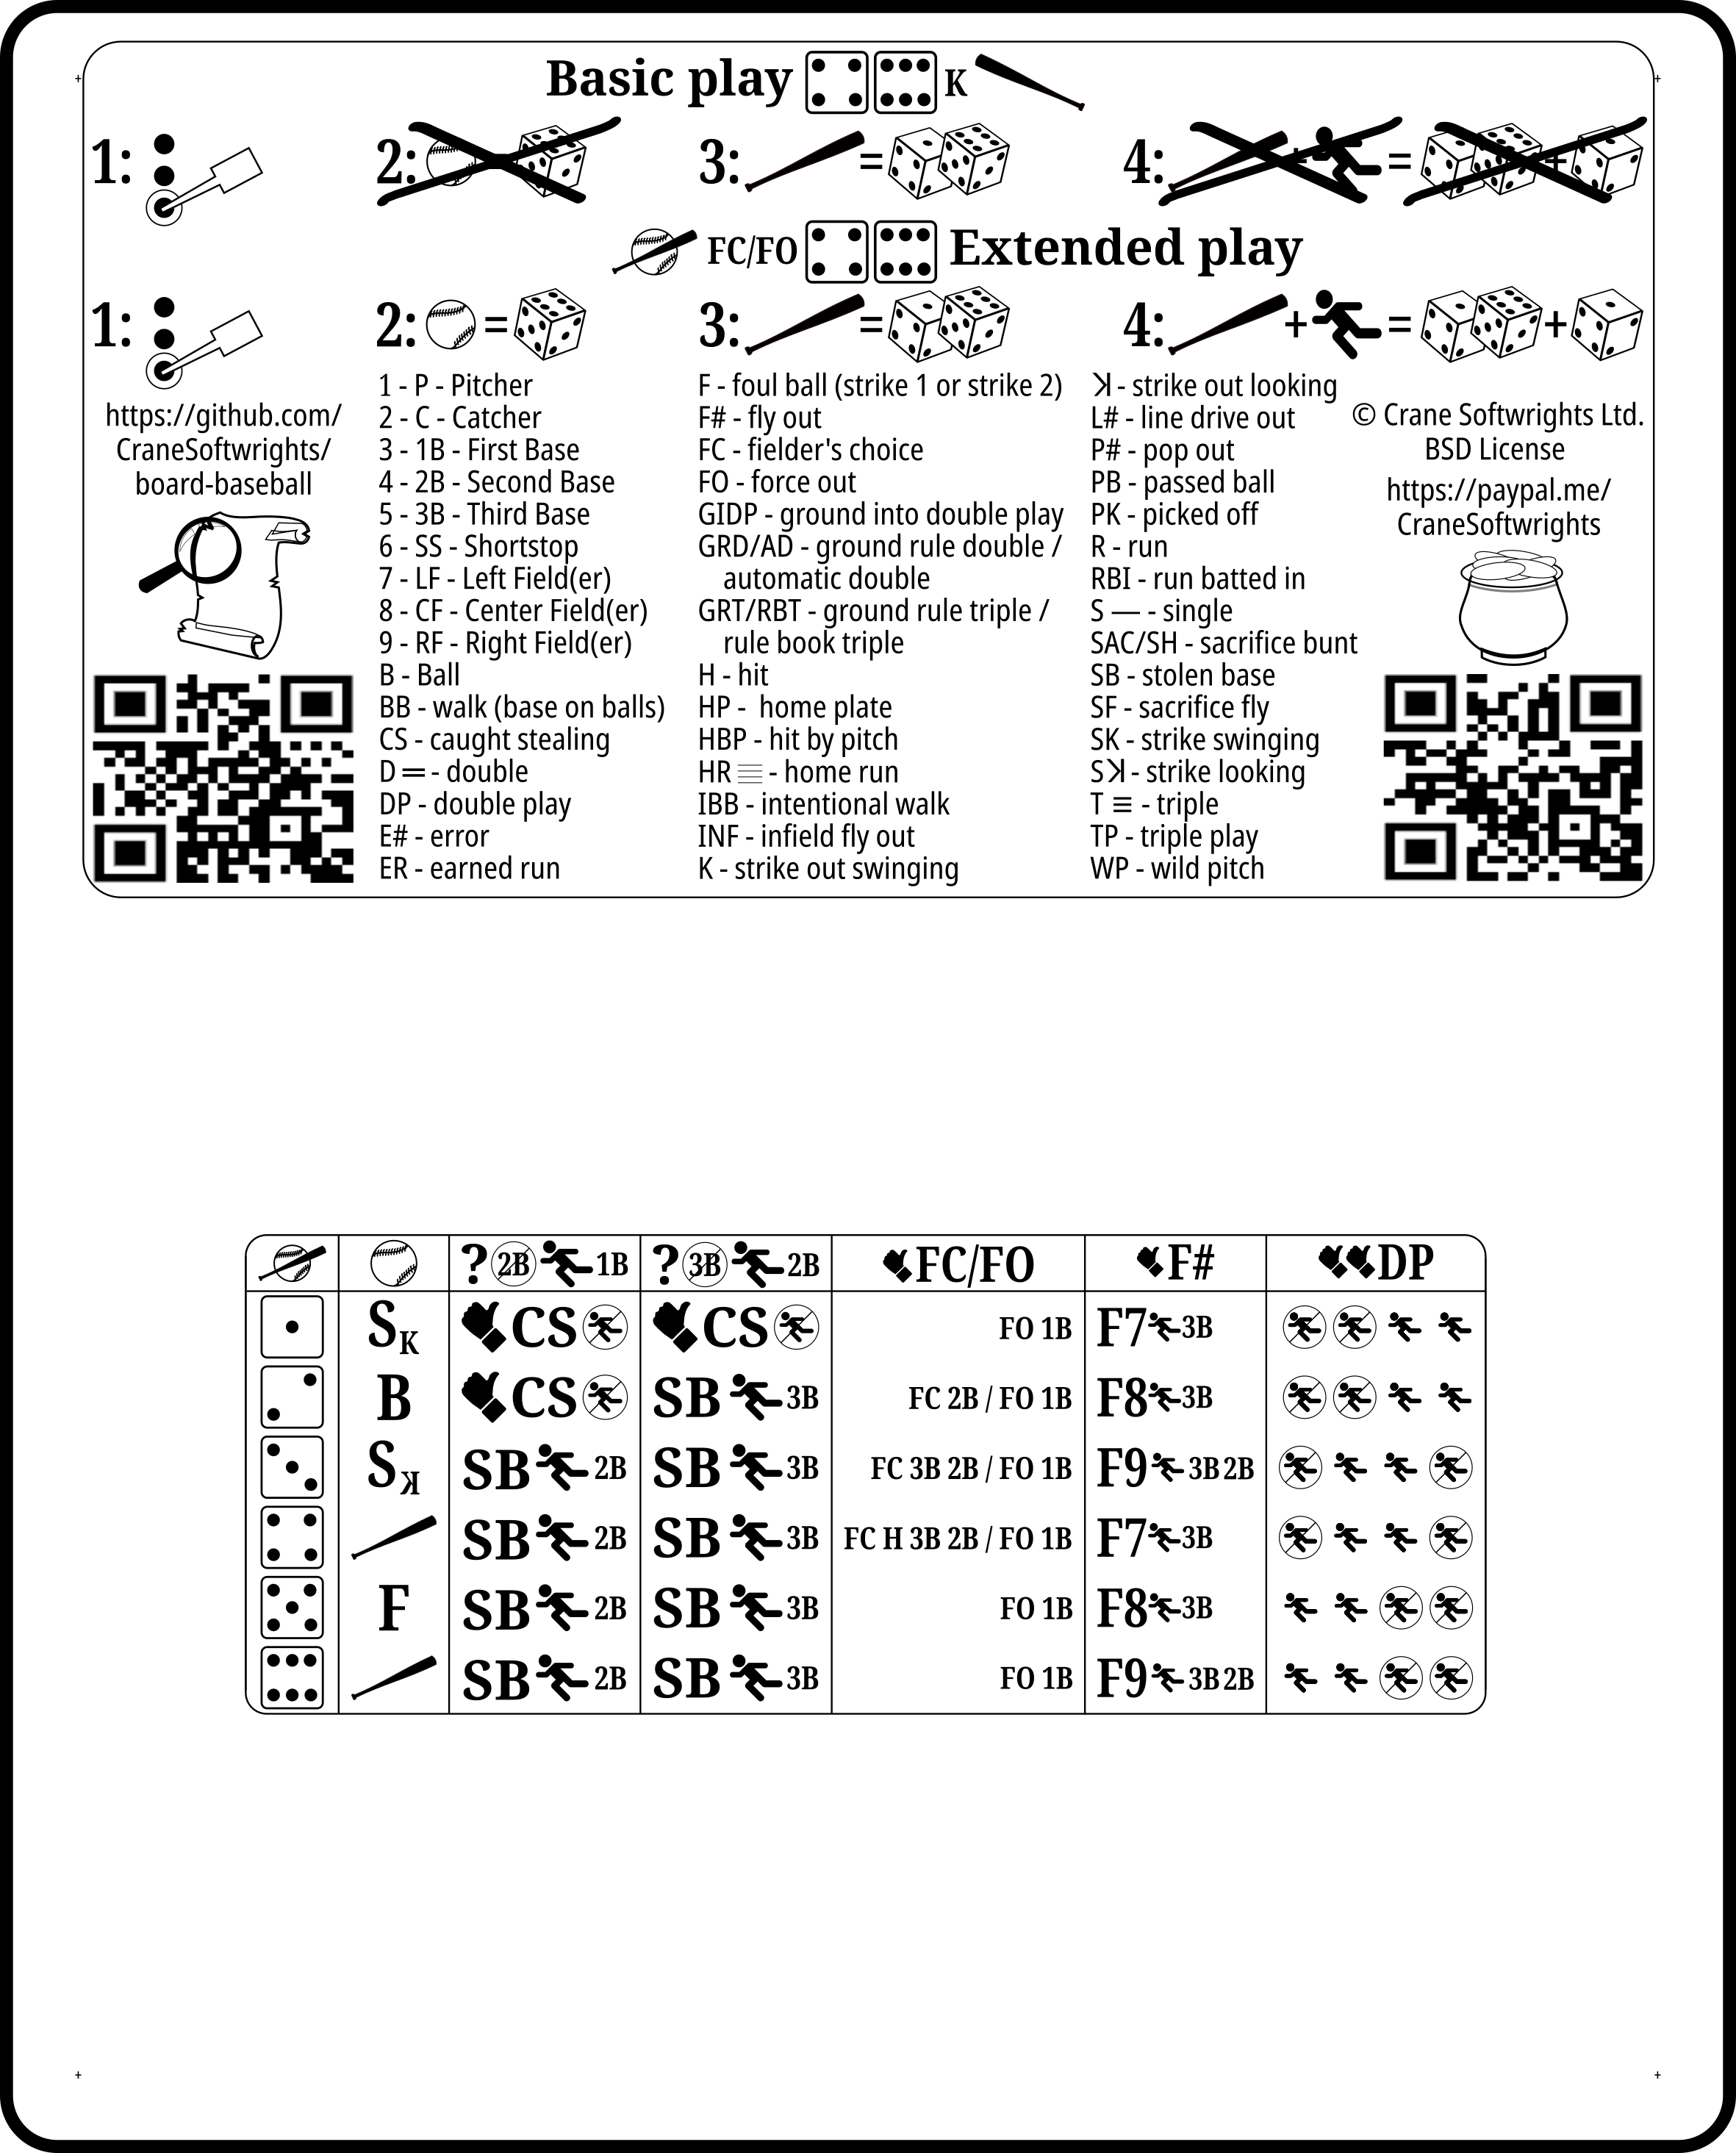 Basic play K
1: 2: = 3: = 4: + = +
FC/FO Extended play
1: 2: = 3: = 4: + = +
https://github.com/
CraneSoftwrights/
board-baseball
1 - P - Pitcher
2 - C - Catcher
3 - 1B - First Base
4 - 2B - Second Base
5 - 3B - Third Base
6 - SS - Shortstop
7 - LF - Left Field(er)
8 - CF - Center Field(er)
9 - RF - Right Field(er)
B - Ball
BB - walk (base on balls)
CS - caught stealing
D = - double
DP - double play
E# - error
ER - earned run
F - foul ball (strike 1 or strike 2)
F# - fly out
FC - fielder's choice
FO - force out
GIDP - ground into double play
GRD/AD - ground rule double /
automatic double
GRT/RBT - ground rule triple /
rule book triple
H - hit
HP -  home plate
HBP - hit by pitch
HR 𝌆 - home run
IBB - intentional walk
INF - infield fly out
K - strike out swinging
ꓘ - strike out looking
L# - line drive out
P# - pop out
PB - passed ball
PK - picked off
R - run
RBI - run batted in
S — - single
SAC/SH - sacrifice bunt
SB - stolen base
SF - sacrifice fly
SK - strike swinging
Sꓘ - strike looking
T ≡ - triple
TP - triple play
WP - wild pitch
© Crane Softwrights Ltd.
BSD License
https://paypal.me/
CraneSoftwrights
? 2B 1B ? 3B 2B FC/FO F# DP
SK CS CS FO 1B F7 3B
B CS SB 3B FC 2B / FO 1B F8 3B
Sꓘ SB 2B SB 3B FC 3B 2B / FO 1B F9 3B 2B
SB 2B SB 3B FC H 3B 2B / FO 1B F7 3B
F SB 2B SB 3B FO 1B F8 3B
SB 2B SB 3B FO 1B F9 3B 2B